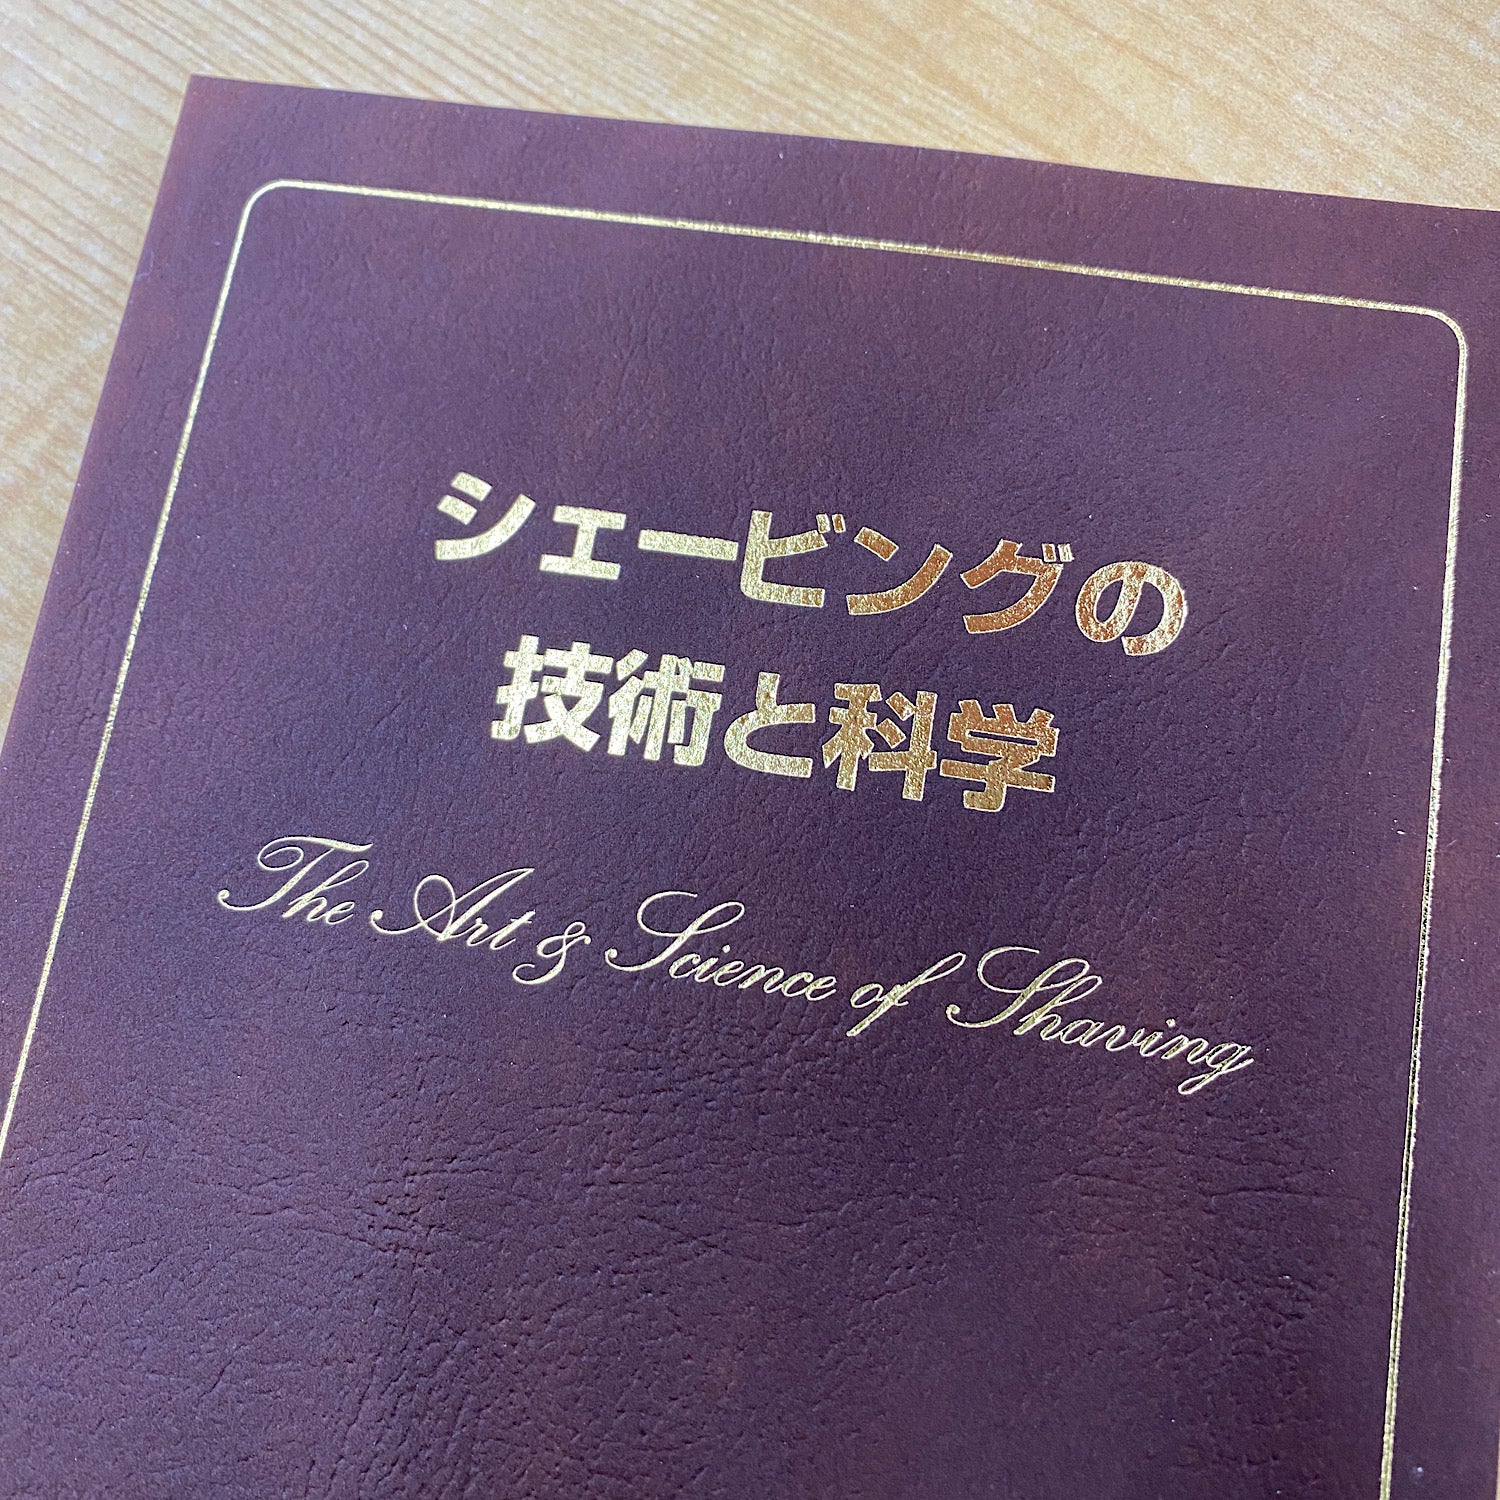 シェービングの
技術と科学
The Art & Science of Shaving